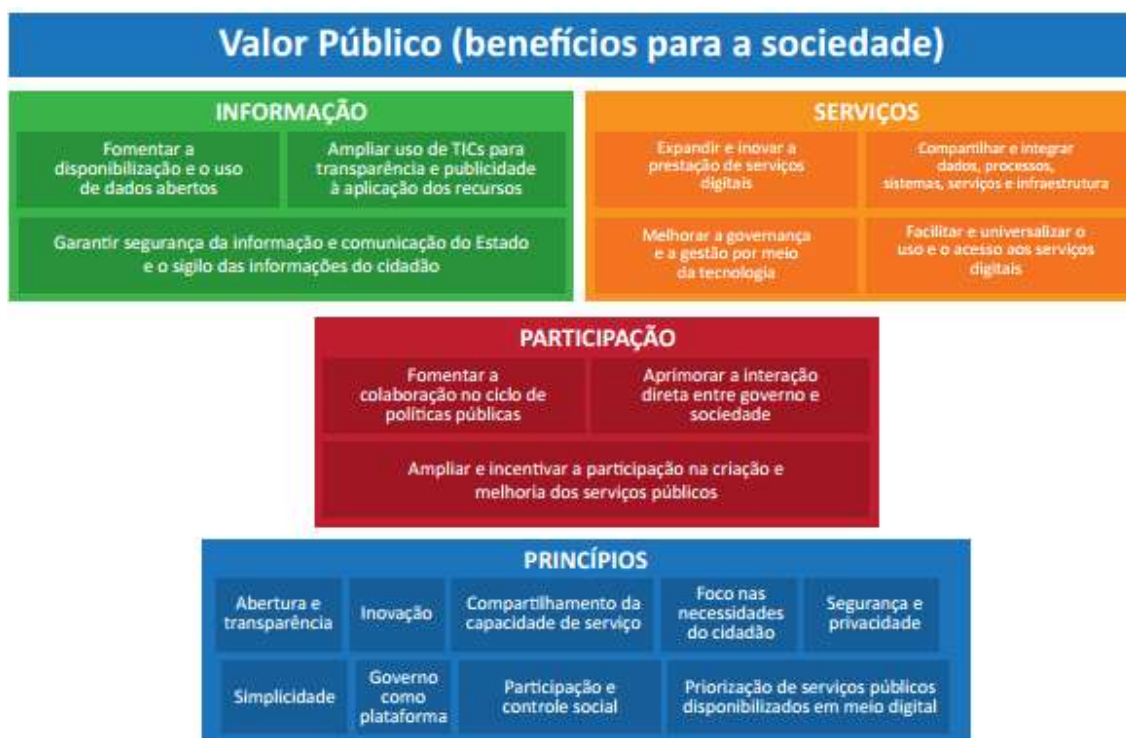 Valor Público (benefícios para a sociedade)
INFORMAÇÃO
Fomentar a
disponibilização e o uso
de dados abertos
Ampliar uso de TICs para
transparência e publicidade
à aplicação dos recursos
Garantir segurança da informação e comunicação do Estado
e o sigilo das informações do cidadão
SERVIÇOS
Expandir e inovar a
prestação de serviços
digitais
Compartilhar e integrar
dados, processos,
sistemas, serviços e infraestrutura
Melhorar a governança
e a gestão por meio
da tecnologia
Facilitar e universalizar o
uso e o acesso aos serviços
digitais
PARTICIPAÇÃO
Fomentar a
colaboração no ciclo de
políticas públicas
Aprimorar a interação
direta entre governo e
sociedade
Ampliar e incentivar a participação na criação e
melhoria dos serviços públicos
PRINCÍPIOS
Abertura e
transparência
Inovação
Compartilhamento da
capacidade de serviço
Foco nas
necessidades
do cidadão
Segurança e
privacidade
Simplicidade
Governo
como
plataforma
Participação e
controle social
Priorização de serviços públicos
disponibilizados em meio digital